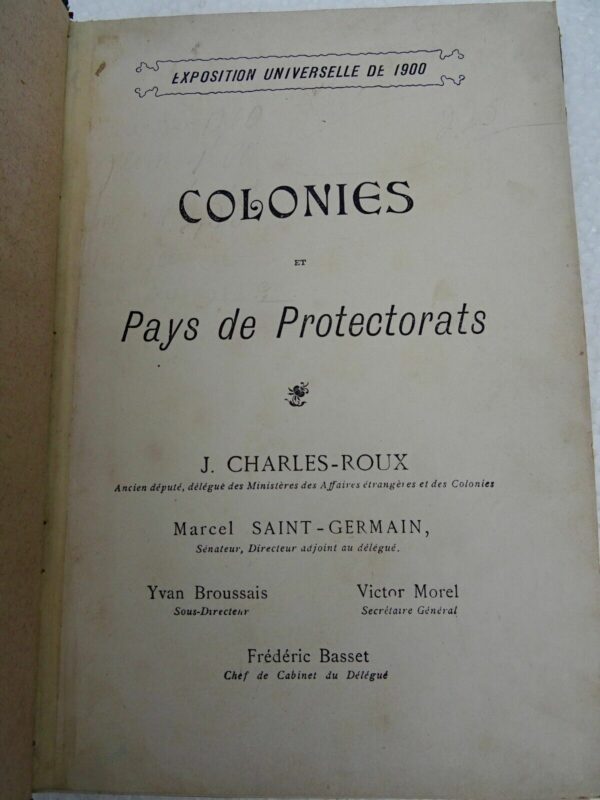 EXPOSITION UNIVERSELLE DE 1900
COLONIES
ET
Pays de Protectorats
J. CHARLES-ROUX
Ancien député, délégué des Ministères des Affaires étrangères et des Colonies
Marcel SAINT-GERMAIN,
Sénateur, Directeur adjoint au délégué.
Yvan Broussais
Sous-Directeur
Victor Morel
Secrétaire Général
Frédéric Basset
Chef de Cabinet du Délégué